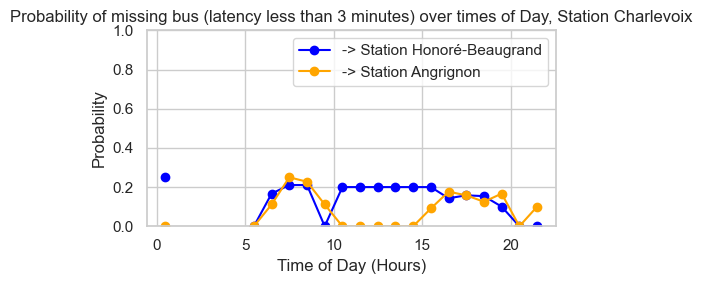 Probability of missing bus (latency less than 3 minutes) over times of Day, Station Charlevoix
1.0
0.8
0.6
0.4
0.2
0.0
Probability
-> Station Honoré-Beaugrand
-> Station Angrignon
0 5 10 15 20
Time of Day (Hours)